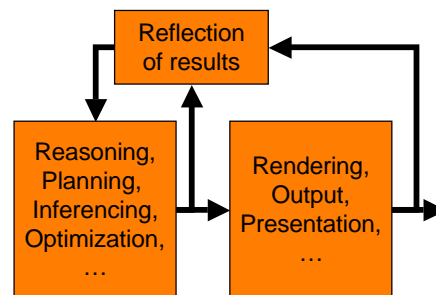 Reflection
of results
Reasoning,
Planning,
Inferencing,
Optimization,
…
Rendering,
Output,
Presentation,
…